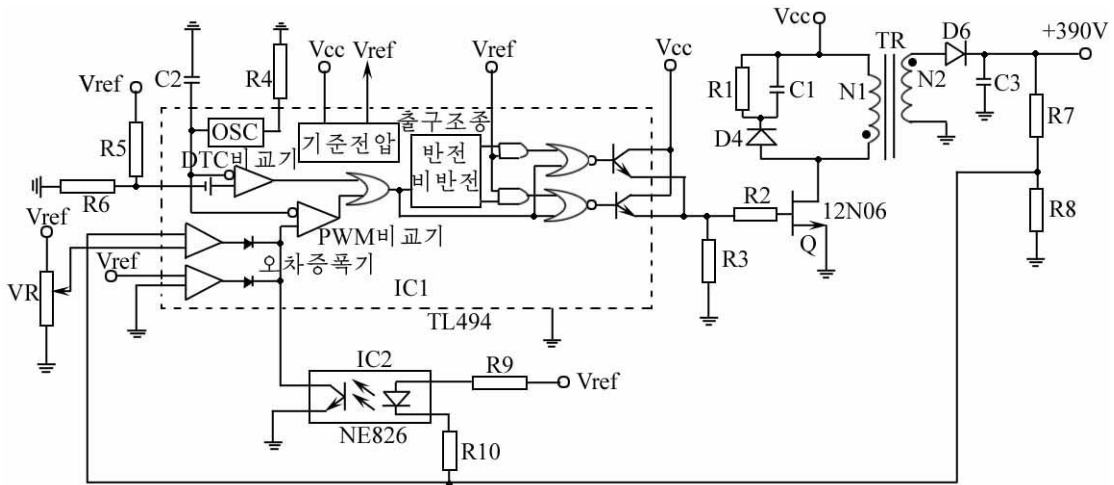 Vcc
Vcc
Vref
Vref
Vcc
TR
D6
+390V
C2
R4
Vref
R1
C1
N1
N2
C3
R7
OSC
기준전압
출구조종
반전
비반전
D4
R5
DTC비교기
R6
Vref
R2
12N06
Q
R8
PWM비교기
오차증폭기
Vref
VR
R3
IC1
TL494
IC2
R9
Vref
NE826
R10